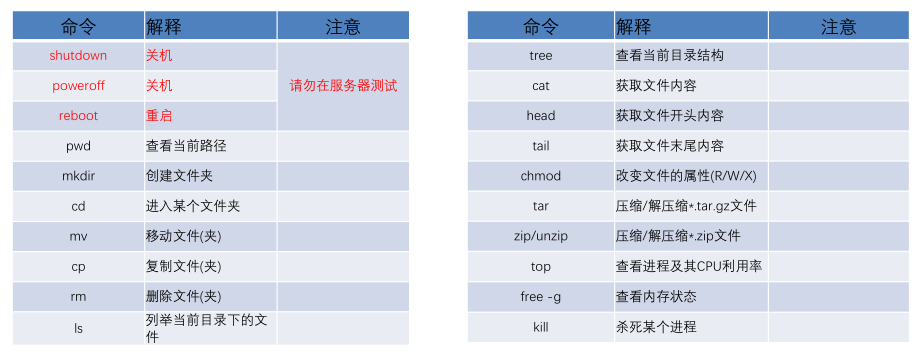 命令 解释 注意
shutdown 关机
poweroff 关机 请勿在服务器测试
reboot 重启
pwd 查看当前路径
mkdir 创建文件夹
cd 进入某个文件夹
mv 移动文件(夹)
cp 复制文件(夹)
rm 删除文件(夹)
ls 列举当前目录下的文
件
命令 解释 注意
tree 查看当前目录结构
cat 获取文件内容
head 获取文件开头内容
tail 获取文件末尾内容
chmod 改变文件的属性(R/W/X)
tar 压缩/解压缩*.tar.gz文件
zip/unzip 压缩/解压缩*.zip文件
top 查看进程及其CPU利用率
free -g 查看内存状态
kill 杀死某个进程